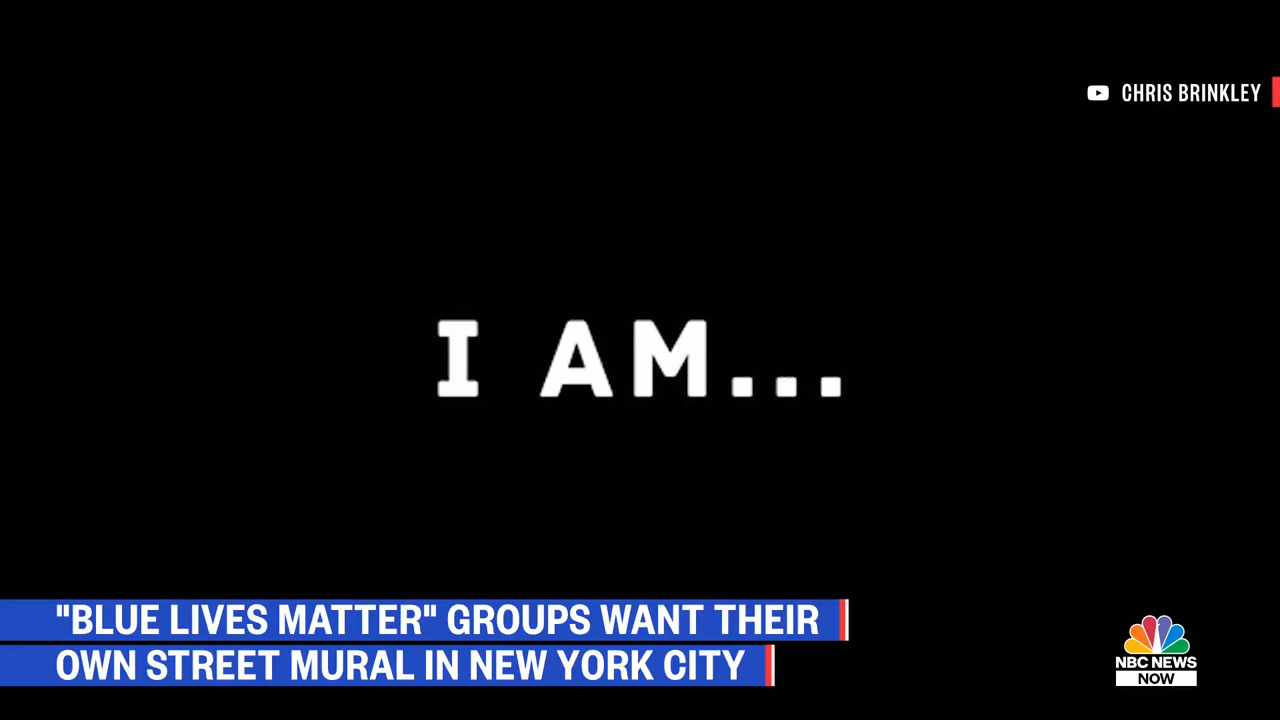 CHRIS BRINKLEY
I AM...
"BLUE LIVES MATTER" GROUPS WANT THEIR
OWN STREET MURAL IN NEW YORK CITY
NBC NEWS
NOW